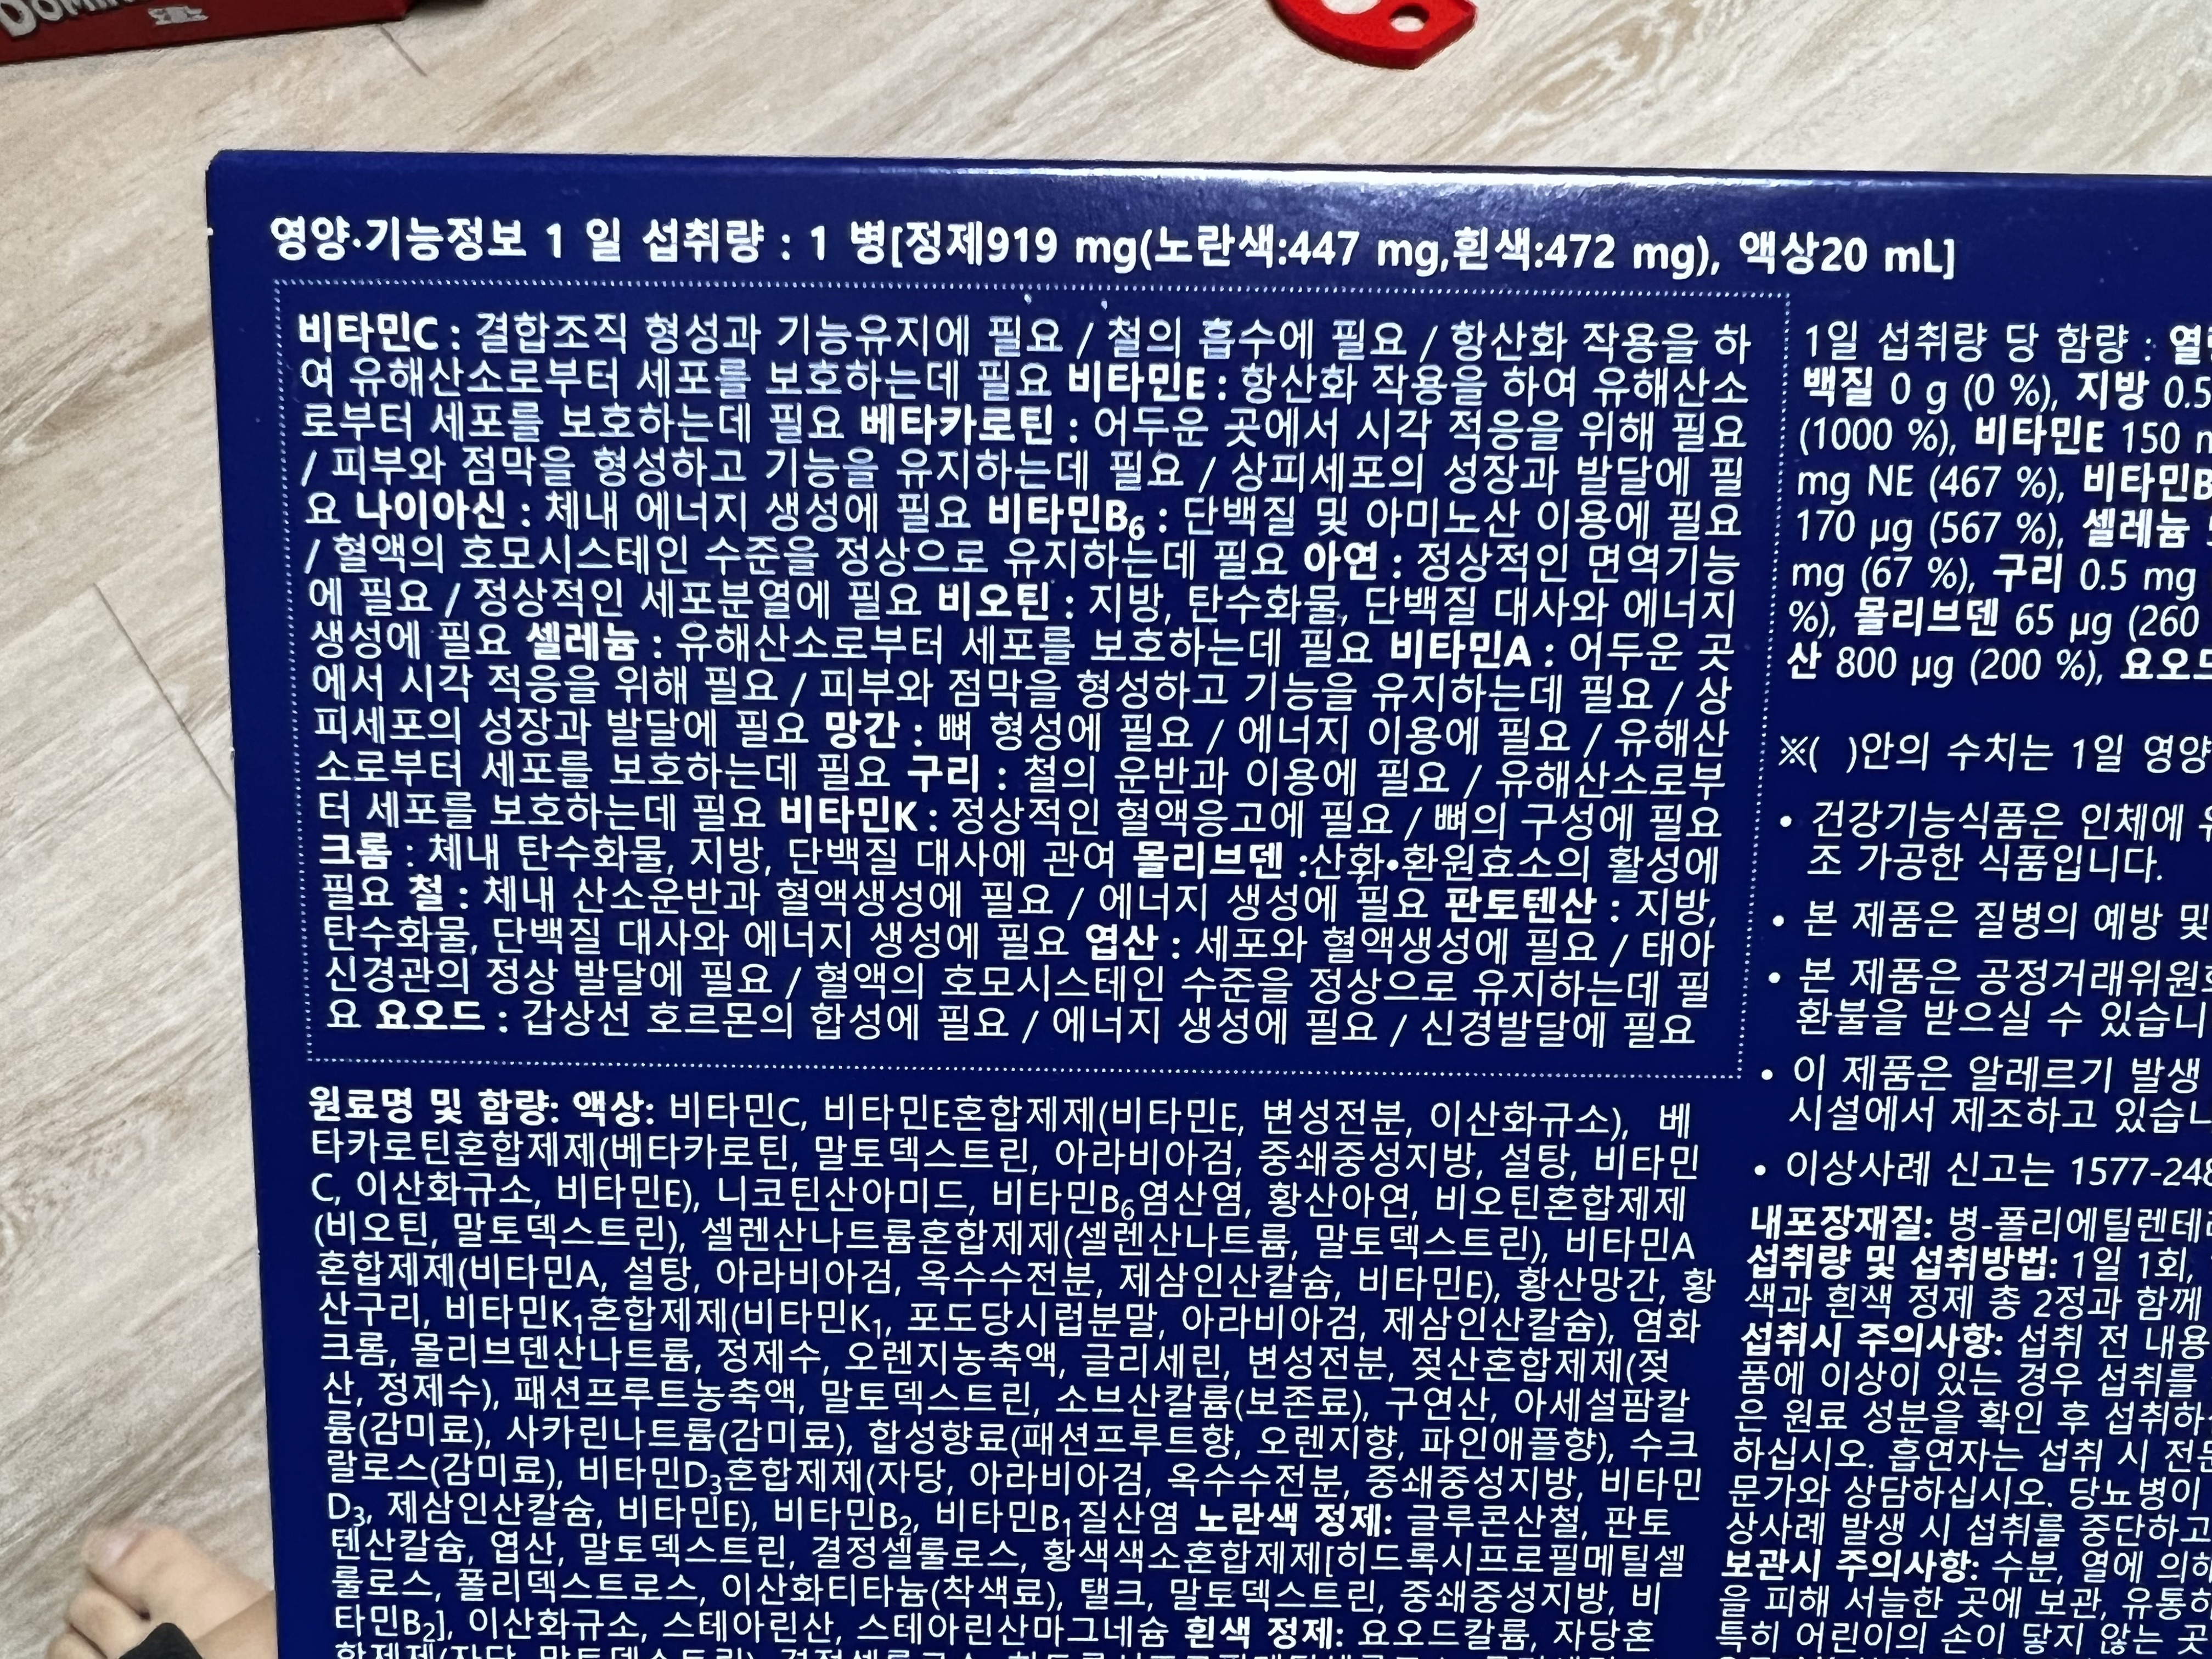 영양·기능정보 1 일 섭취량 : 1 병[정제919 mg(노란색:447 mg,흰색:472 mg), 액상20 mL]
비타민C : 결합조직 형성과 기능유지에 필요 / 철의 흡수에 필요 / 항산화 작용을 하
여 유해산소로부터 세포를 보호하는데 필요 비타민E : 항산화 작용을 하여 유해산소
로부터 세포를 보호하는데 필요 베타카로틴 : 어두운 곳에서 시각 적응을 위해 필요
/ 피부와 점막을 형성하고 기능을 유지하는데 필요 / 상피세포의 성장과 발달에 필
요 나이아신 : 체내 에너지 생성에 필요 비타민B₆ : 단백질 및 아미노산 이용에 필요
/ 혈액의 호모시스테인 수준을 정상으로 유지하는데 필요 아연 : 정상적인 면역기능
에 필요 / 정상적인 세포분열에 필요 비오틴 : 지방, 탄수화물, 단백질 대사와 에너지
생성에 필요 셀레늄 : 유해산소로부터 세포를 보호하는데 필요 비타민A : 어두운 곳
에서 시각 적응을 위해 필요 / 피부와 점막을 형성하고 기능을 유지하는데 필요 / 상
피세포의 성장과 발달에 필요 망간 : 뼈 형성에 필요 / 에너지 이용에 필요 / 유해산
소로부터 세포를 보호하는데 필요 구리 : 철의 운반과 이용에 필요 / 유해산소로부
터 세포를 보호하는데 필요 비타민K : 정상적인 혈액응고에 필요 / 뼈의 구성에 필요
크롬 : 체내 탄수화물, 지방, 단백질 대사에 관여 몰리브덴 :산화•환원효소의 활성에
필요 철 : 체내 산소운반과 혈액생성에 필요 / 에너지 생성에 필요 판토텐산 : 지방,
탄수화물, 단백질 대사와 에너지 생성에 필요 엽산 : 세포와 혈액생성에 필요 / 태아
신경관의 정상 발달에 필요 / 혈액의 호모시스테인 수준을 정상으로 유지하는데 필
요 요오드 : 갑상선 호르몬의 합성에 필요 / 에너지 생성에 필요 / 신경발달에 필요
원료명 및 함량: 액상: 비타민C, 비타민E혼합제제(비타민E, 변성전분, 이산화규소), 베
타카로틴혼합제제(베타카로틴, 말토덱스트린, 아라비아검, 중쇄중성지방, 설탕, 비타민
C, 이산화규소, 비타민E), 니코틴산아미드, 비타민B₆염산염, 황산아연, 비오틴혼합제제
(비오틴, 말토덱스트린), 셀렌산나트륨혼합제제(셀렌산나트륨, 말토덱스트린), 비타민A
혼합제제(비타민A, 설탕, 아라비아검, 옥수수전분, 제삼인산칼슘, 비타민E), 황산망간, 황
산구리, 비타민K₁혼합제제(비타민K₁, 포도당시럽분말, 아라비아검, 제삼인산칼슘), 염화
크롬, 몰리브덴산나트륨, 정제수, 오렌지농축액, 글리세린, 변성전분, 젖산혼합제제(젖
산, 정제수), 패션프루트농축액, 말토덱스트린, 소브산칼륨(보존료), 구연산, 아세설팜칼
륨(감미료), 사카린나트륨(감미료), 합성향료(패션프루트향, 오렌지향, 파인애플향), 수크
랄로스(감미료), 비타민D₃혼합제제(자당, 아라비아검, 옥수수전분, 중쇄중성지방, 비타민
D₃, 제삼인산칼슘, 비타민E), 비타민B₂, 비타민B₁질산염 노란색 정제: 글루콘산철, 판토
텐산칼슘, 엽산, 말토덱스트린, 결정셀룰로스, 황색색소혼합제제[히드록시프로필메틸셀
룰로스, 폴리덱스트로스, 이산화티타늄(착색료), 탤크, 말토덱스트린, 중쇄중성지방, 비
타민B₂], 이산화규소, 스테아린산, 스테아린산마그네슘 흰색 정제: 요오드칼륨, 자당혼
1일 섭취량 당 함량 :
백질 0 g (0 %), 지방 0.5
(1000 %), 비타민E 150
mg NE (467 %), 비타민B
170 µg (567 %), 셀레늄
mg (67 %), 구리 0.5 mg
%), 몰리브덴 65 µg (260
산 800 µg (200 %), 요오드
※( )안의 수치는 1일 영양
• 건강기능식품은 인체에
조 가공한 식품입니다.
• 본 제품은 질병의 예방 및
• 본 제품은 공정거래위원회
환불을 받으실 수 있습니
• 이 제품은 알레르기 발생
시설에서 제조하고 있습니
• 이상사례 신고는 1577-248
내포장재질: 병-폴리에틸렌테
섭취량 및 섭취방법: 1일 1회,
색과 흰색 정제 총 2정과 함께
섭취시 주의사항: 섭취 전 내용
품에 이상이 있는 경우 섭취를
은 원료 성분을 확인 후 섭취하
하십시오. 흡연자는 섭취 시 전문
문가와 상담하십시오. 당뇨병이
상사례 발생 시 섭취를 중단하고
보관시 주의사항: 수분, 열에 의해
을 피해 서늘한 곳에 보관, 유통
특히 어린이의 손이 닿지 않는 곳